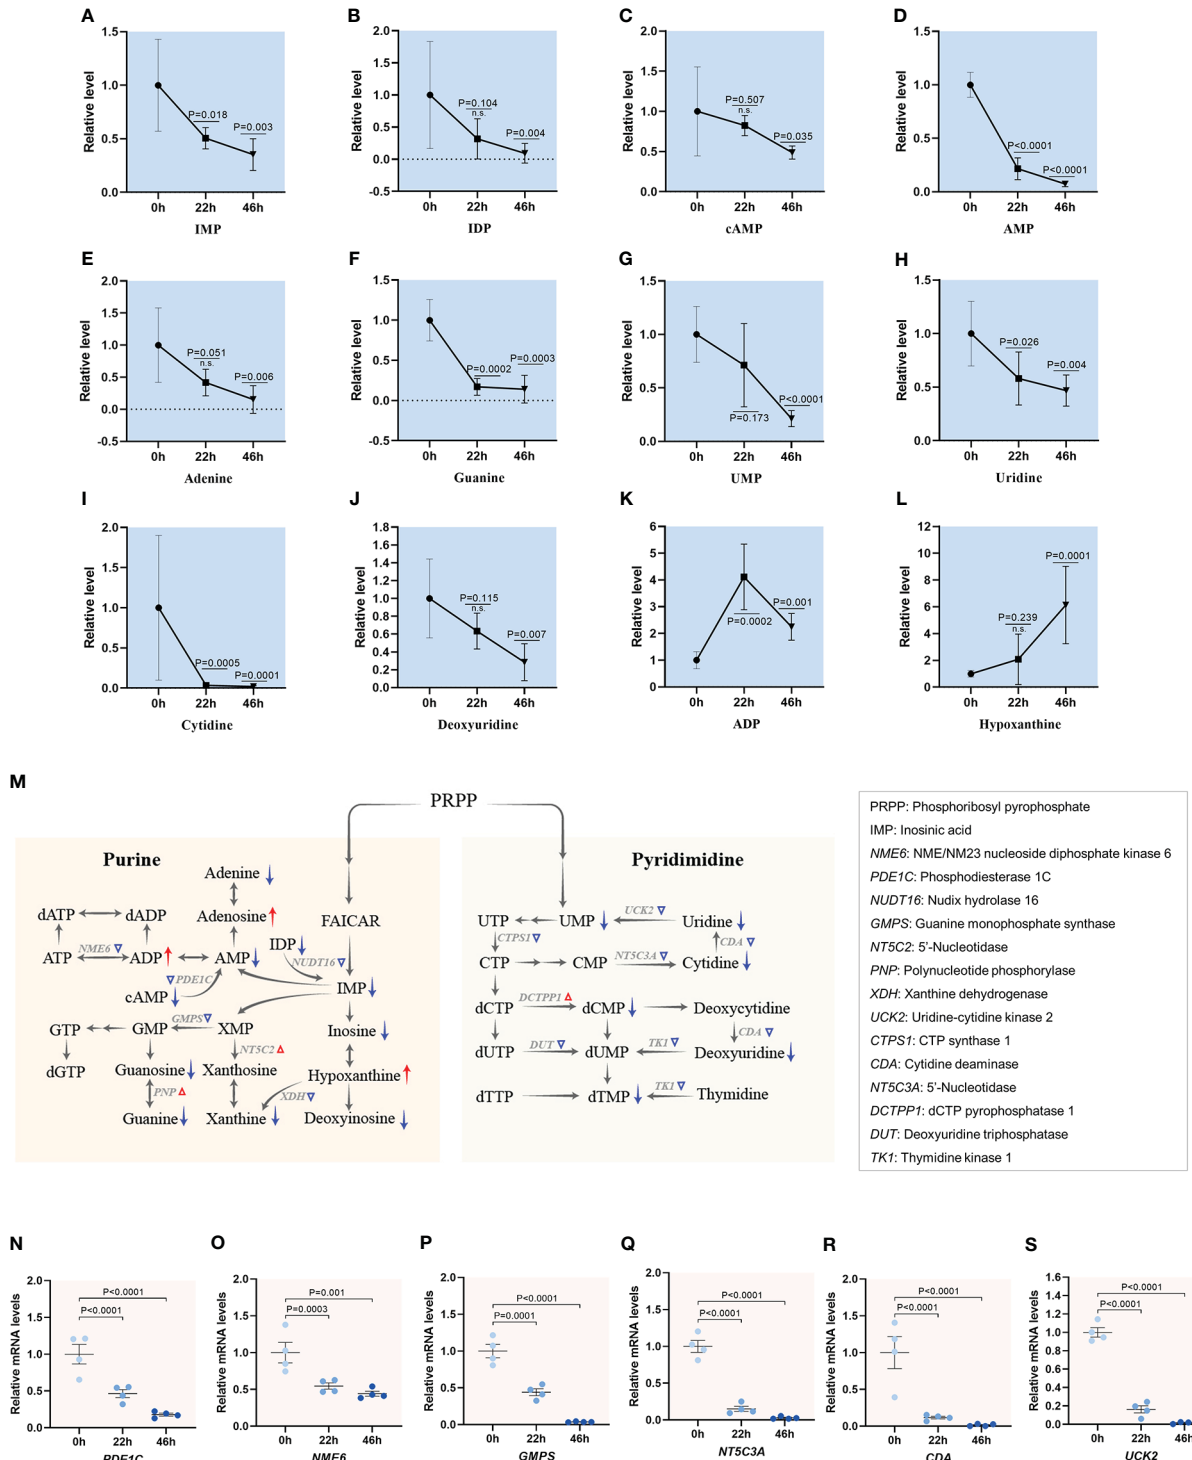 A
B
C
D
Relative level
1.5
1.0
0.5
0.0
P=0.018
P=0.003
0h
22h
46h
IMP
Relative level
2.0
1.5
1.0
0.5
0.0
-0.5
P=0.104
n.s.
P=0.004
0h
22h
46h
IDP
Relative level
2.0
1.5
1.0
0.5
0.0
P=0.507
n.s.
P=0.035
0h
22h
46h
cAMP
Relative level
1.5
1.0
0.5
0.0
P<0.0001
P<0.0001
0h
22h
46h
AMP
E
F
G
H
Relative level
2.0
1.5
1.0
0.5
0.0
-0.5
P=0.051
n.s.
P=0.006
0h
22h
46h
Adenine
Relative level
1.5
1.0
0.5
0.0
-0.5
P=0.0002
P=0.0003
0h
22h
46h
Guanine
Relative level
1.5
1.0
0.5
0.0
P=0.173
P<0.0001
0h
22h
46h
UMP
Relative level
1.5
1.0
0.5
0.0
P=0.026
P=0.004
0h
22h
46h
Uridine
I
J
K
L
Relative level
2.0
1.5
1.0
0.5
0.0
P=0.0005
P=0.0001
0h
22h
46h
Cytidine
Relative level
1.8
1.6
1.4
1.2
1.0
0.8
0.6
0.4
0.2
0.0
P=0.115
n.s.
P=0.007
0h
22h
46h
Deoxyuridine
Relative level
6
5
4
3
2
1
0
P=0.0002
P=0.001
0h
22h
46h
ADP
Relative level
12
10
8
6
4
2
0
P=0.239
n.s.
P=0.0001
0h
22h
46h
Hypoxanthine
M
PRPP
Purine
Adenine
dATP
dADP
Adenosine
FAICAR
ATP
NME6
ADP
AMP
IDP
NUDT16
PDE1C
cAMP
IMP
GTP
GMP
GMPS
XMP
Inosine
NT5C2
dGTP
Guanosine
Xanthosine
Hypoxanthine
PNP
XDH
Guanine
Xanthine
Deoxyinosine
Pyridimidine
UTP
UMP
UCK2
Uridine
CTPS1
CDA
CTP
CMP
NT5C3A
Cytidine
dCTP
DCTPP1
dCMP
Deoxycytidine
CDA
dUTP
DUT
dUMP
TK1
Deoxyuridine
dTTP
dTMP
TK1
Thymidine
PRPP: Phosphoribosyl pyrophosphate
IMP: Inosinic acid
NME6: NME/NM23 nucleoside diphosphate kinase 6
PDE1C: Phosphodiesterase 1C
NUDT16: Nudix hydrolase 16
GMPS: Guanine monophosphate synthase
NT5C2: 5'-Nucleotidase
PNP: Polynucleotide phosphorylase
XDH: Xanthine dehydrogenase
UCK2: Uridine-cytidine kinase 2
CTPS1: CTP synthase 1
CDA: Cytidine deaminase
NT5C3A: 5'-Nucleotidase
DCTPP1: dCTP pyrophosphatase 1
DUT: Deoxyuridine triphosphatase
TK1: Thymidine kinase 1
N
O
P
Q
R
S
Relative mRNA levels
2.0
1.5
1.0
0.5
0.0
P<0.0001
P<0.0001
0h
22h
46h
PDE1C
Relative mRNA levels
2.0
1.5
1.0
0.5
0.0
P=0.001
P=0.0003
0h
22h
46h
NME6
Relative mRNA levels
2.0
1.5
1.0
0.5
0.0
P<0.0001
P=0.0001
0h
22h
46h
GMPS
Relative mRNA levels
2.0
1.5
1.0
0.5
0.0
P<0.0001
P<0.0001
0h
22h
46h
NT5C3A
Relative mRNA levels
2.0
1.5
1.0
0.5
0.0
P<0.0001
P<0.0001
0h
22h
46h
CDA
Relative mRNA levels
1.6
1.4
1.2
1.0
0.8
0.6
0.4
0.2
0.0
P<0.0001
P<0.0001
0h
22h
46h
UCK2